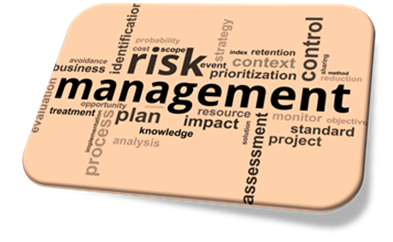 probability
strategy
identification
cost scope
index retention
control
avoidance
risk
event
context
sharing
business
prioritization
method
reduction
management
evaluation
opportunity
treatment
plan
resource
monitor objective
implement
impact
standard
process
knowledge
solution
project
analysis
assessment